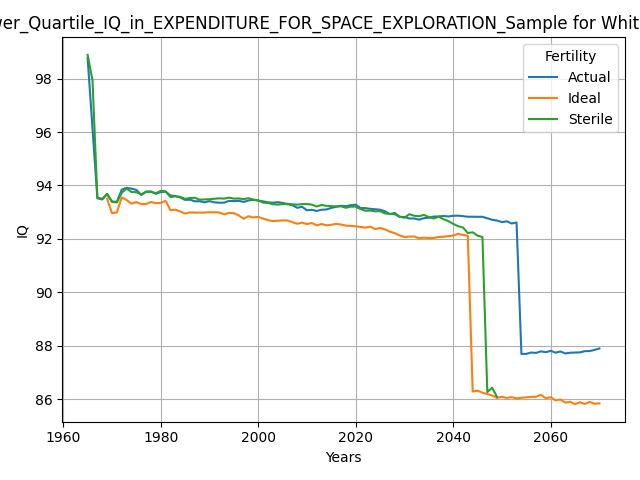 wer_Quartile_IQ_in_EXPENDITURE_FOR_SPACE_EXPLORATION_Sample for Whit
Fertility
Actual
Ideal
Sterile
98
96
94
92
90
88
86
IQ
1960
1980
2000
2020
2040
2060
Years